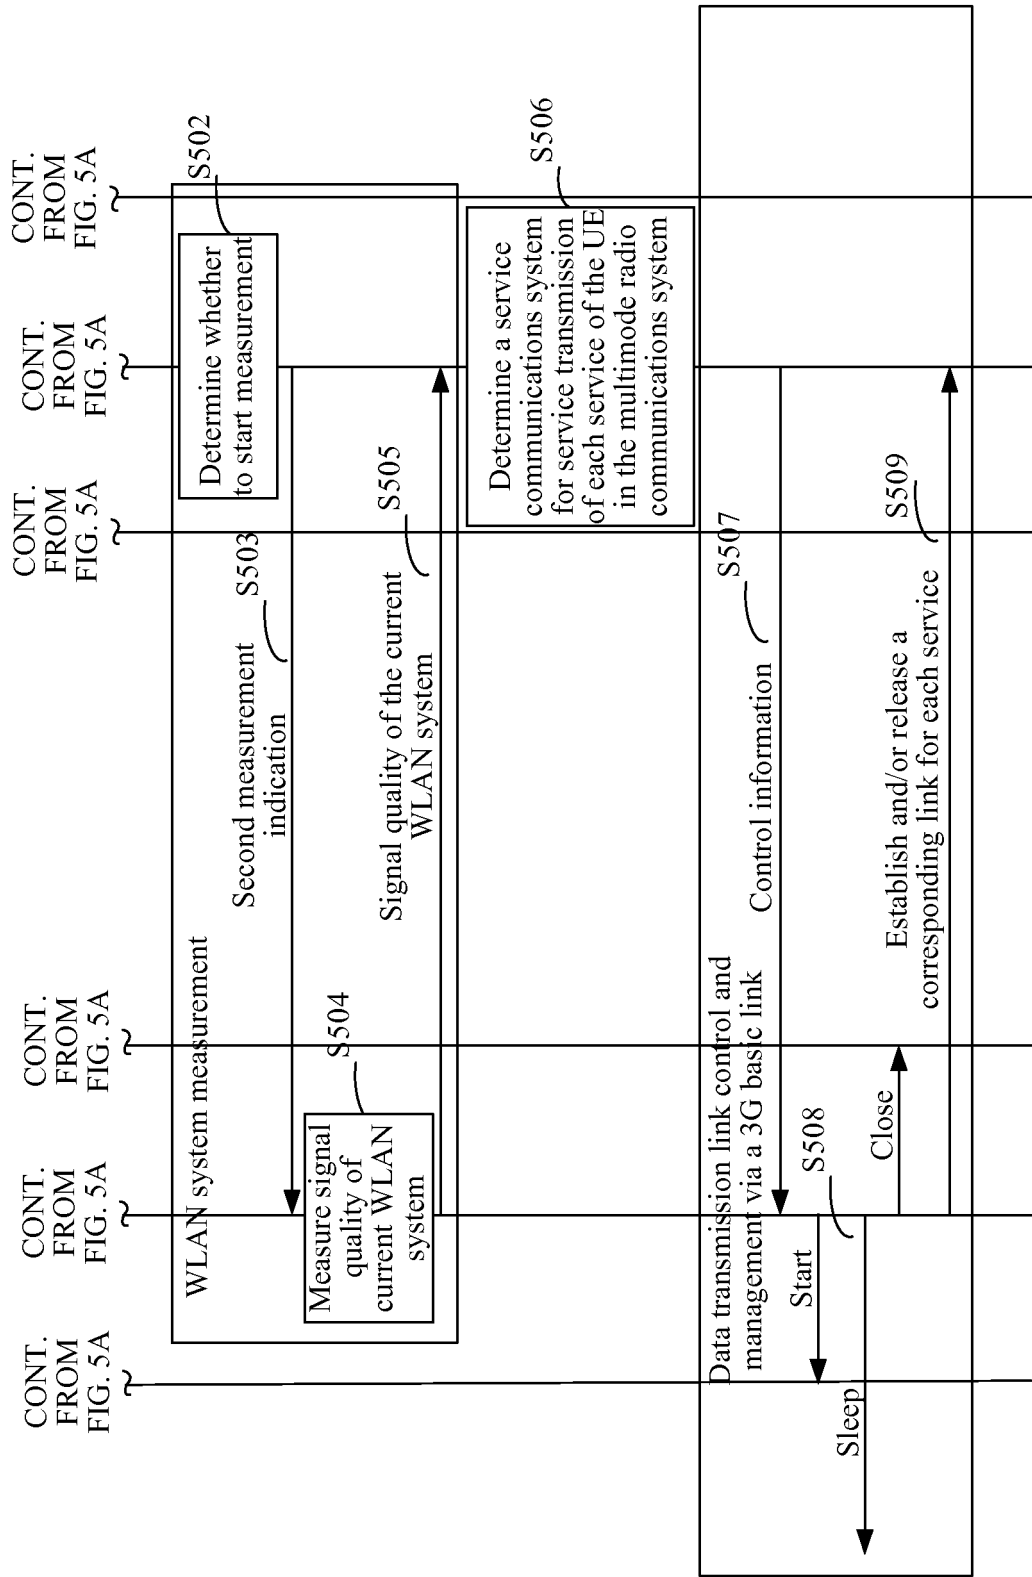 CONT.
FROM
FIG. 5A
CONT.
FROM
FIG. 5A
CONT.
FROM
FIG. 5A
CONT.
FROM
FIG. 5A
CONT.
FROM
FIG. 5A
CONT.
FROM
FIG. 5A
WLAN system measurement
Determine whether
to start measurement
S502
Second measurement
indication
S503
Measure signal
quality of
current WLAN
system
S504
Signal quality of the current
WLAN system
S505
Determine a service
communications system
for service transmission
of each service of the UE
in the multimode radio
communications system
S506
Data transmission link control and
management via a 3G basic link
Control information
S507
Start
S508
Sleep
Close
Establish and/or release a
corresponding link for each service
S509